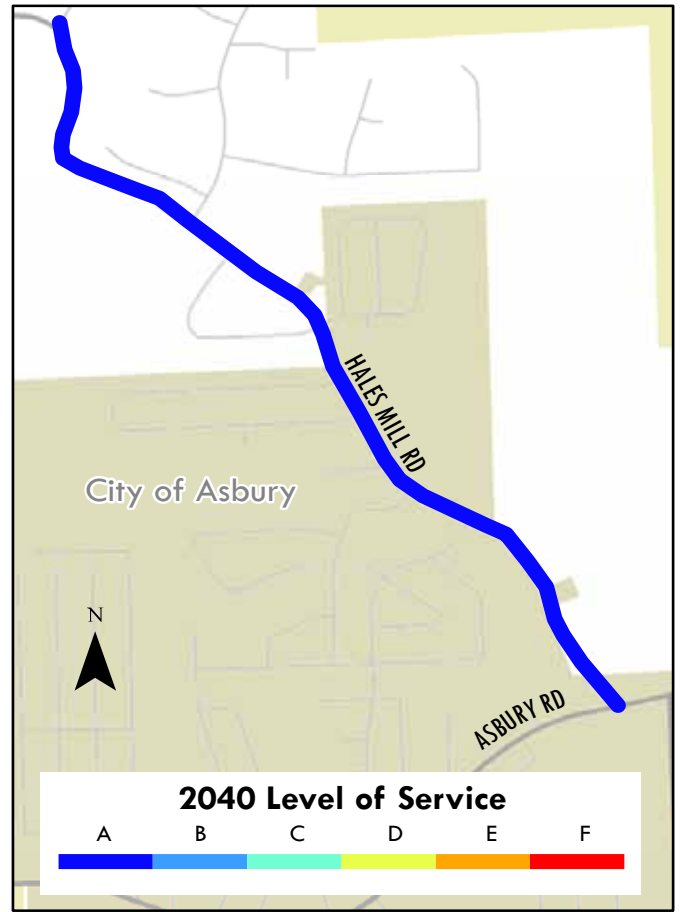 HALES MILL RD
City of Asbury
N
ASBURY RD
2040 Level of Service
A B C D E F